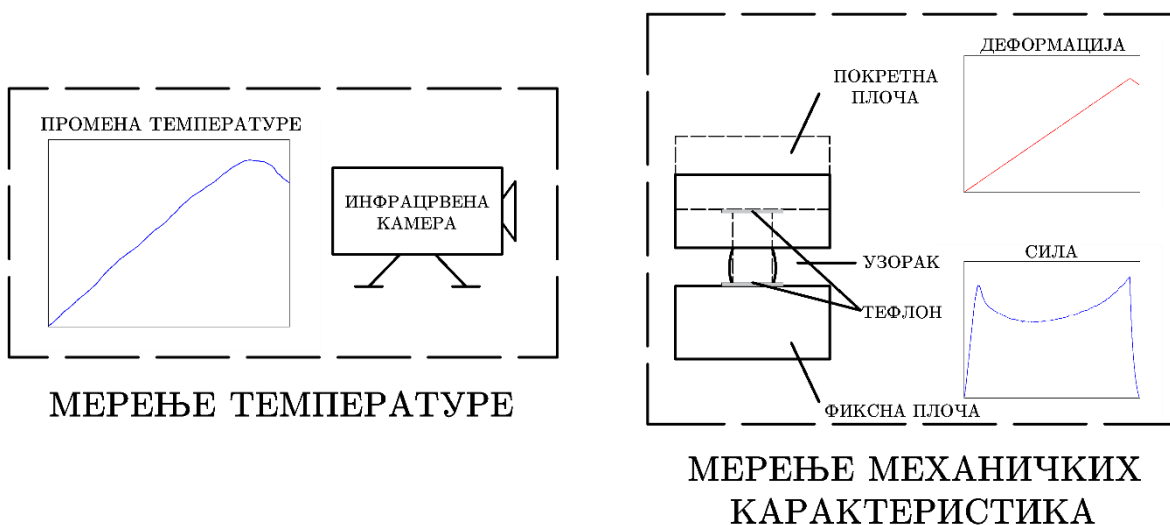 ПРОМЕНА ТЕМПЕРАТУРЕ
ИНФРАЦРВЕНА
КАМЕРА
МЕРЕЊЕ ТЕМПЕРАТУРЕ
ДЕФОРМАЦИЈА
ПОКРЕТНА
ПЛОЧА
УЗОРАК
СИЛА
ТЕФЛОН
ФИКСНА ПЛОЧА
МЕРЕЊЕ МЕХАНИЧКИХ
КАРАКТЕРИСТИКА